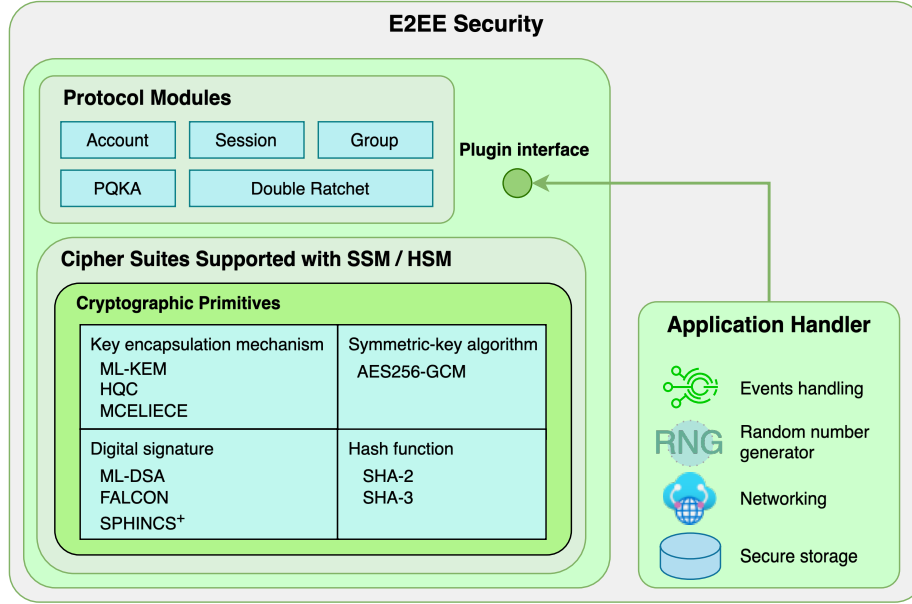 E2EE Security
Protocol Modules
Account
Session
Group
PQKA
Double Ratchet
Plugin interface
Cipher Suites Supported with SSM / HSM
Cryptographic Primitives
Key encapsulation mechanism
ML-KEM
HQC
MCELIECE
Symmetric-key algorithm
AES256-GCM
Digital signature
ML-DSA
FALCON
SPHINCS⁺
Hash function
SHA-2
SHA-3
Application Handler
Events handling
RNG
Random number
generator
Networking
Secure storage